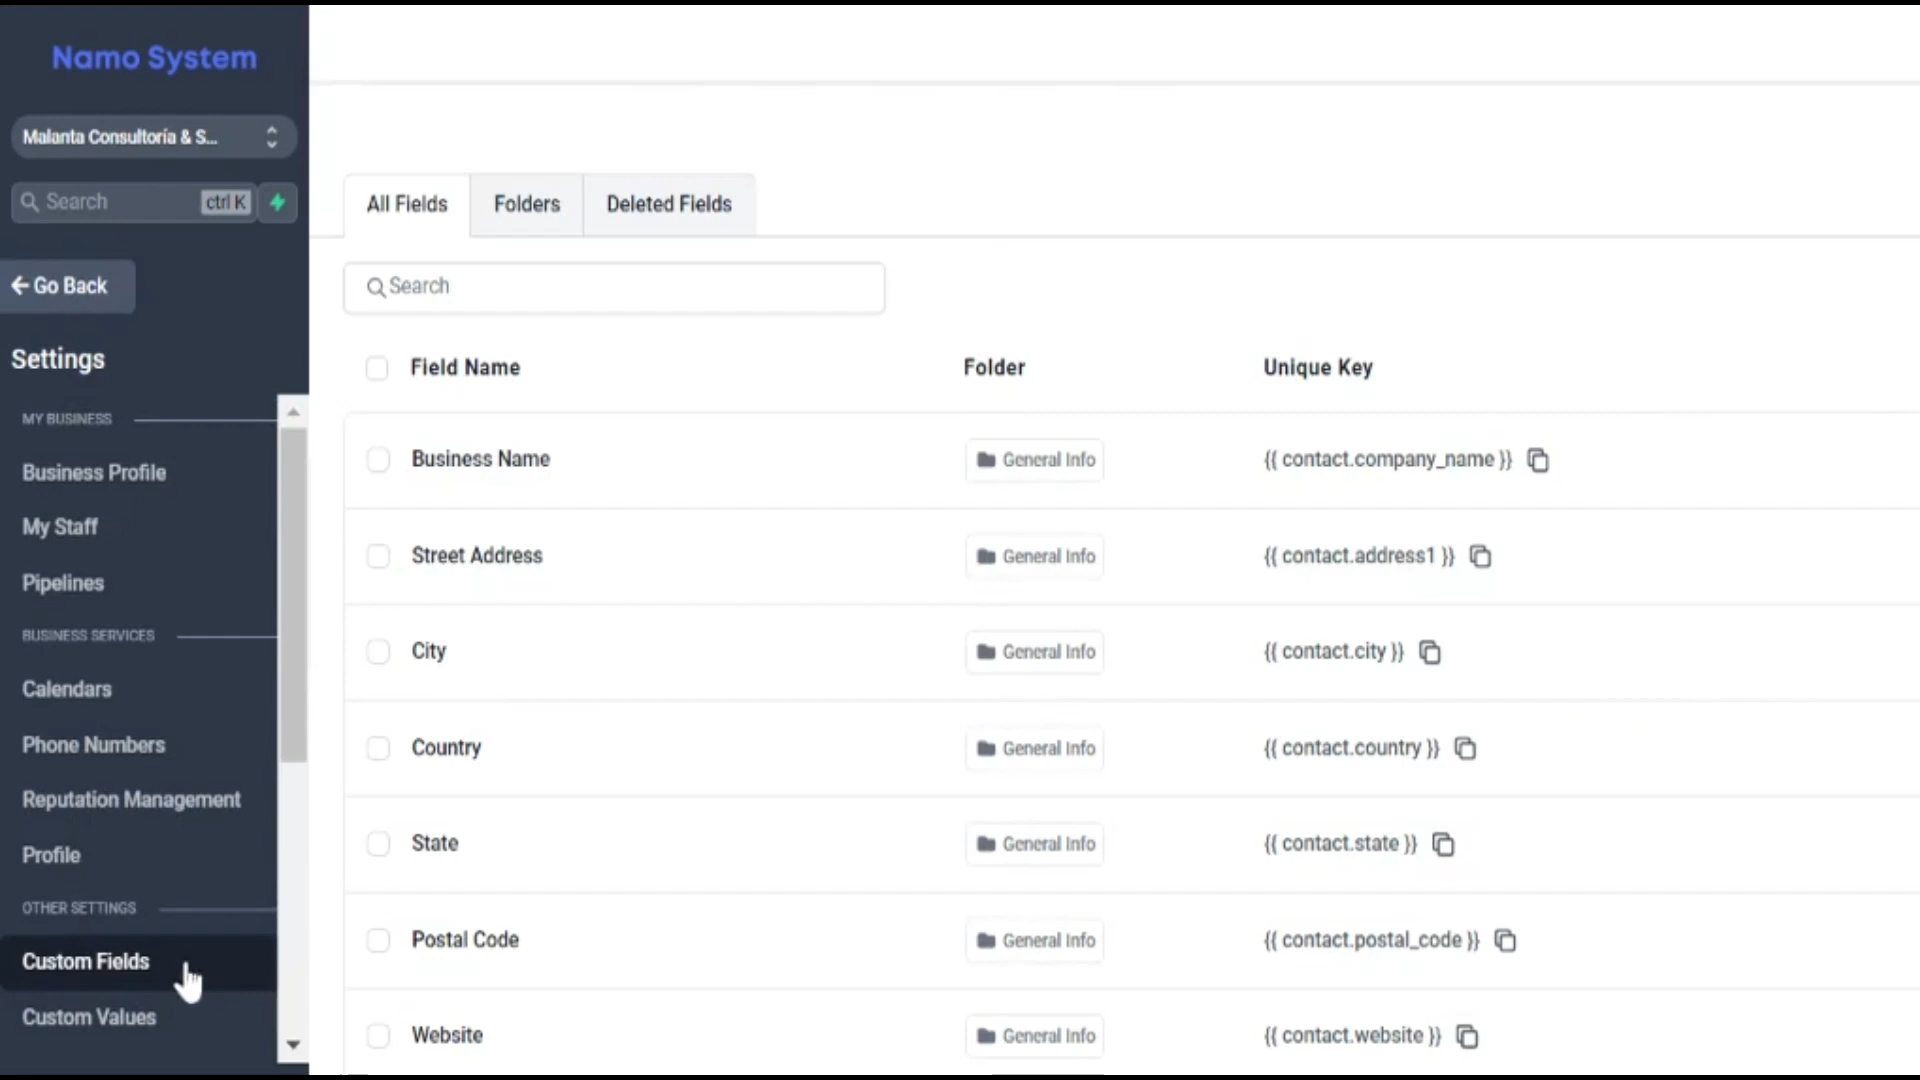 Namo System
Malanta Consultoría & S...
Search ctrl K
Go Back
Settings
MY BUSINESS
Business Profile
My Staff
Pipelines
BUSINESS SERVICES
Calendars
Phone Numbers
Reputation Management
Profile
OTHER SETTINGS
Custom Fields
Custom Values
All Fields Folders Deleted Fields
Search
Field Name Folder Unique Key
Business Name General Info {{ contact.company_name }}
Street Address General Info {{ contact.address1 }}
City General Info {{ contact.city }}
Country General Info {{ contact.country }}
State General Info {{ contact.state }}
Postal Code General Info {{ contact.postal_code }}
Website General Info {{ contact.website }}